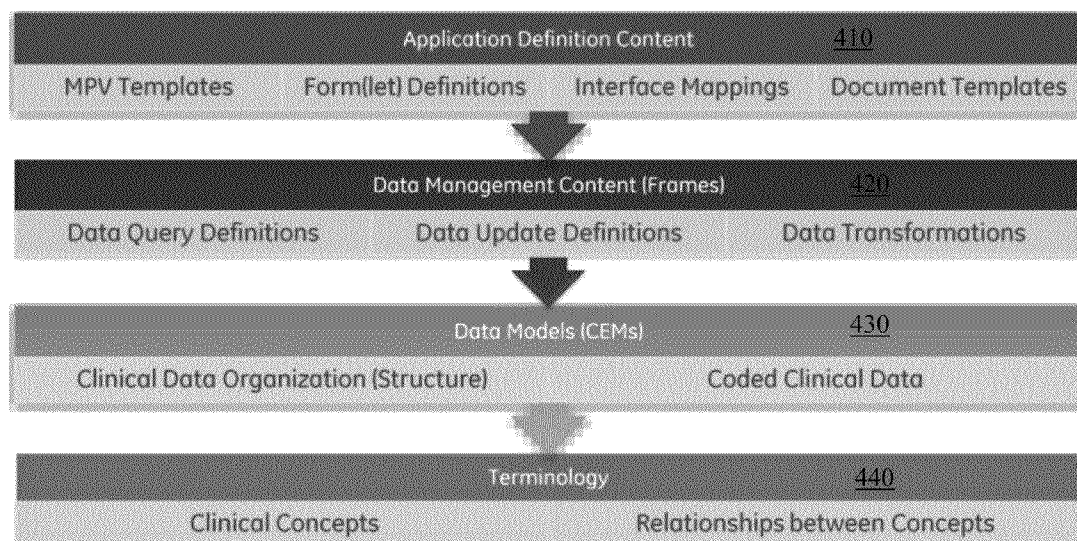 Application Definition Content 410
MPV Templates Form(let) Definitions Interface Mappings Document Templates
Data Management Content (Frames) 420
Data Query Definitions Data Update Definitions Data Transformations
Data Models (CEMs) 430
Clinical Data Organization (Structure) Coded Clinical Data
Terminology 440
Clinical Concepts Relationships between Concepts